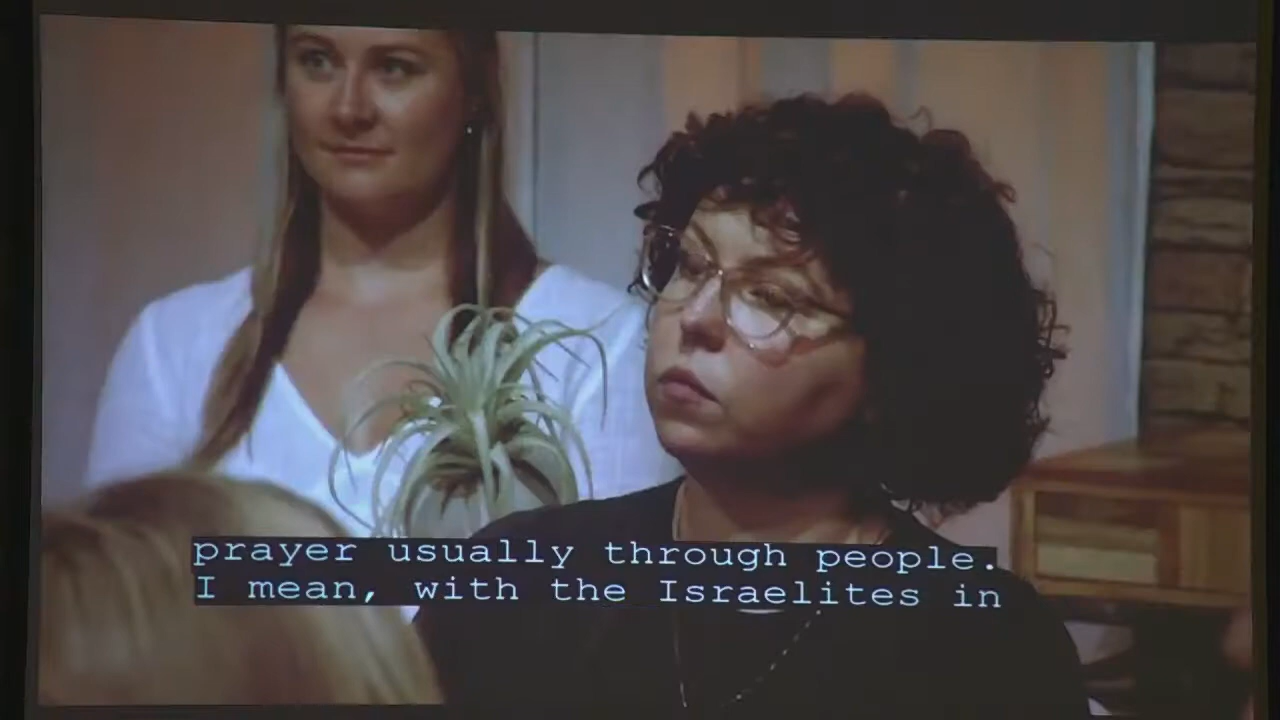 prayer usually through people.
I mean, with the Israelites in